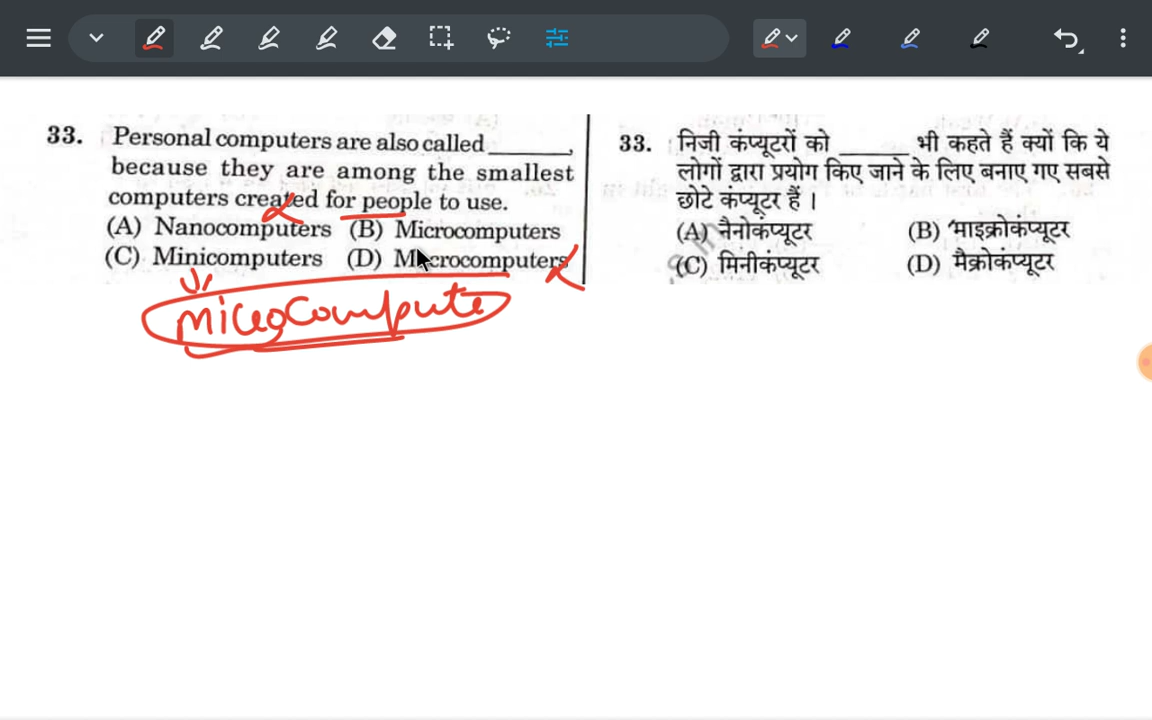 33. Personal computers are also called ______,
because they are among the smallest
computers created for people to use.
(A) Nanocomputers (B) Microcomputers
(C) Minicomputers (D) Macrocomputers
microcompute
33. निजी कंप्यूटरों को ______ भी कहते हैं क्यों कि ये
लोगों द्वारा प्रयोग किए जाने के लिए बनाए गए सबसे
छोटे कंप्यूटर हैं ।
(A) नैनोकंप्यूटर (B) माइक्रोकंप्यूटर
(C) मिनीकंप्यूटर (D) मैक्रोकंप्यूटर